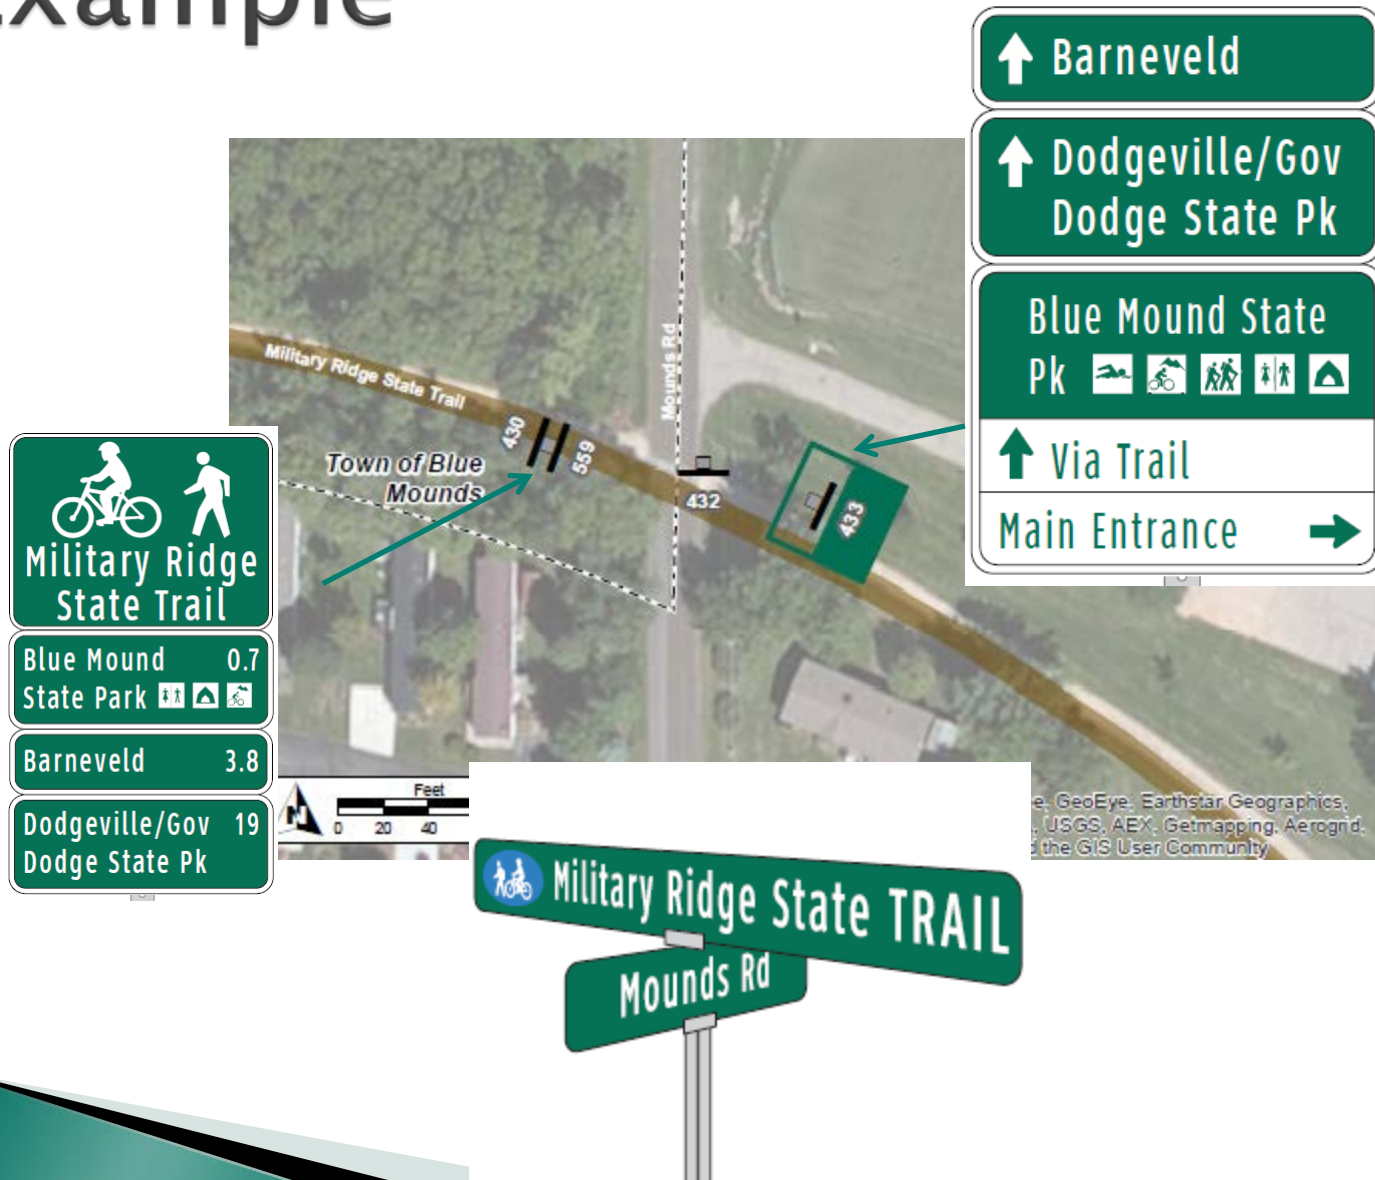 Example
Barneveld
Dodgeville/Gov
Dodge State Pk
Blue Mound State
Pk
Via Trail
Main Entrance
Military Ridge State Trail
Mounds Rd
430
559
Town of Blue
Mounds
432
433
Military Ridge
State Trail
Blue Mound 0.7
State Park
Barneveld 3.8
Dodgeville/Gov 19
Dodge State Pk
N
Feet
0 20 40
GeoEye, Earthstar Geographics,
USGS, AEX, Getmapping, Aerogrid,
the GIS User Community
Military Ridge State TRAIL
Mounds Rd